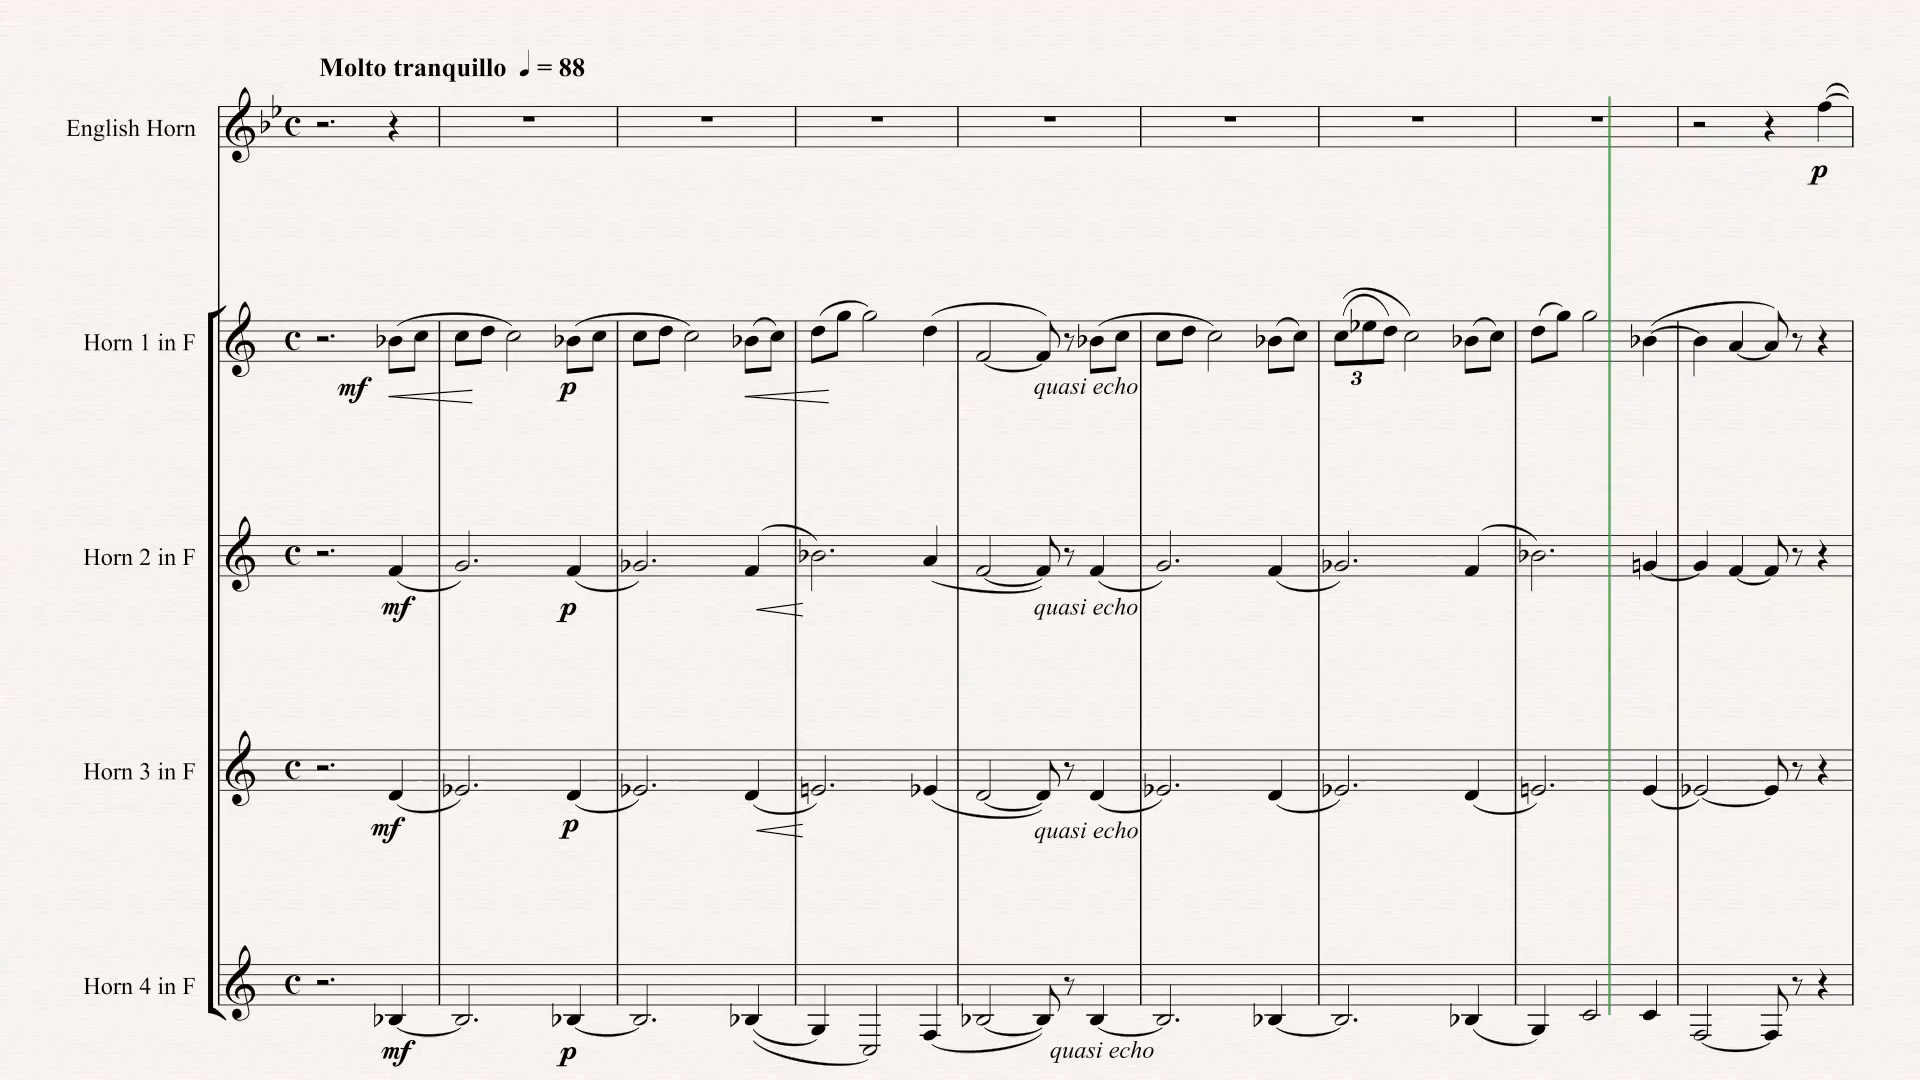 Molto tranquillo ♩ = 88
English Horn
p
Horn 1 in F
3
mf p quasi echo
Horn 2 in F
mf p quasi echo
Horn 3 in F
mf p quasi echo
Horn 4 in F
mf p quasi echo